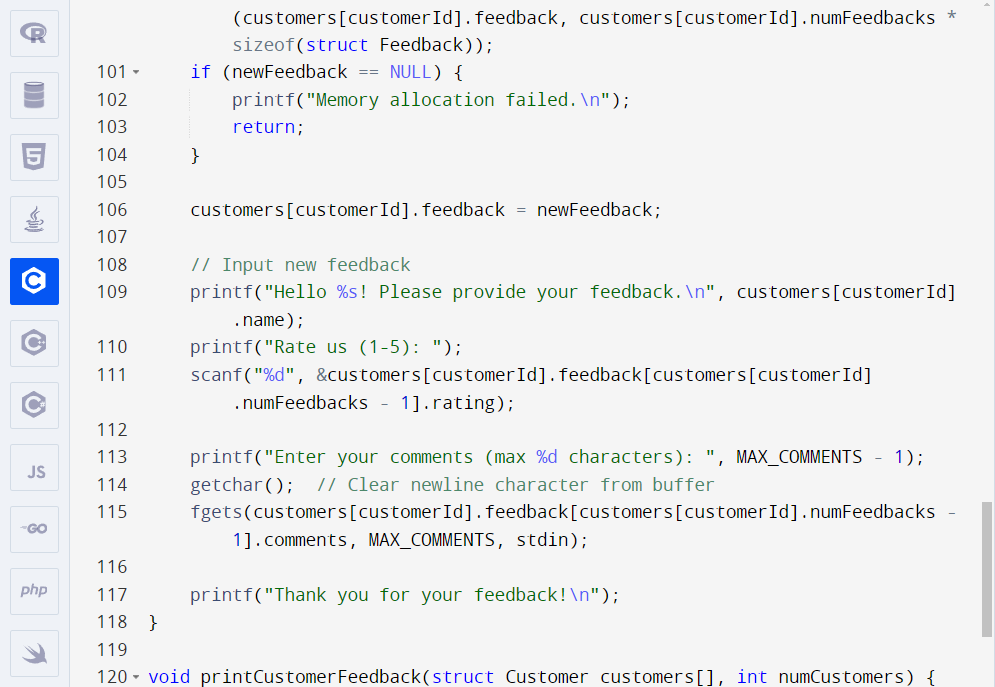 (customers[customerId].feedback, customers[customerId].numFeedbacks *
sizeof(struct Feedback));
101 if (newFeedback == NULL) {
102 printf("Memory allocation failed.\n");
103 return;
104 }
105
106 customers[customerId].feedback = newFeedback;
107
108 // Input new feedback
109 printf("Hello %s! Please provide your feedback.\n", customers[customerId]
.name);
110 printf("Rate us (1-5): ");
111 scanf("%d", &customers[customerId].feedback[customers[customerId]
.numFeedbacks - 1].rating);
112
113 printf("Enter your comments (max %d characters): ", MAX_COMMENTS - 1);
114 getchar();  // Clear newline character from buffer
115 fgets(customers[customerId].feedback[customers[customerId].numFeedbacks -
1].comments, MAX_COMMENTS, stdin);
116
117 printf("Thank you for your feedback!\n");
118 }
119
120 void printCustomerFeedback(struct Customer customers[], int numCustomers) {
R
5
C
C
C
JS
GO
php